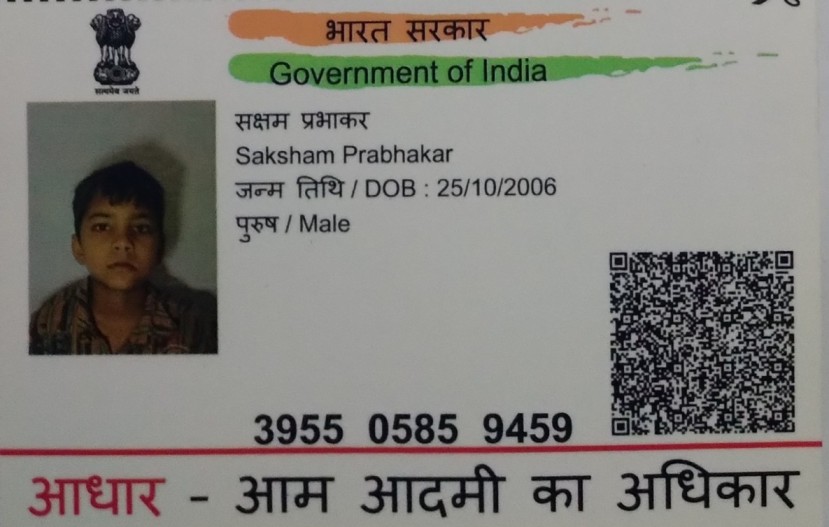 भारत सरकार
Government of India
सत्यमेव जयते
सक्षम प्रभाकर
Saksham Prabhakar
जन्म तिथि / DOB : 25/10/2006
पुरुष / Male
3955 0585 9459
आधार - आम आदमी का अधिकार